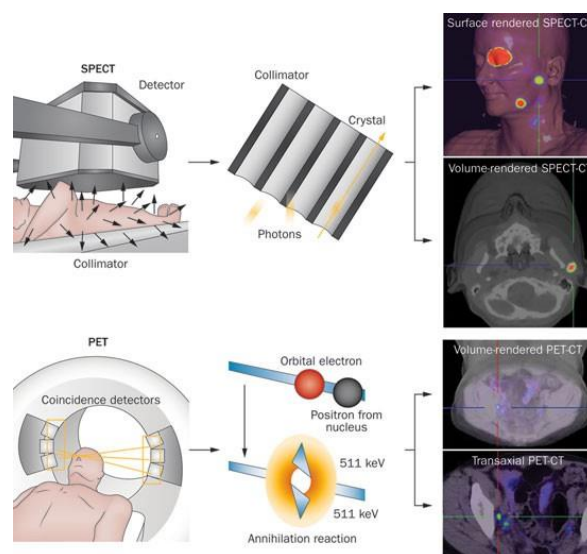 Surface rendered SPECT-C
SPECT
Detector
Collimator
Crystal
Photons
Collimator
Volume-rendered SPECT-C
PET
Coincidence detectors
Orbital electron
Positron from
nucleus
511 keV
511 keV
Annihilation reaction
Volume-rendered PET-CT
Transaxial PET-CT